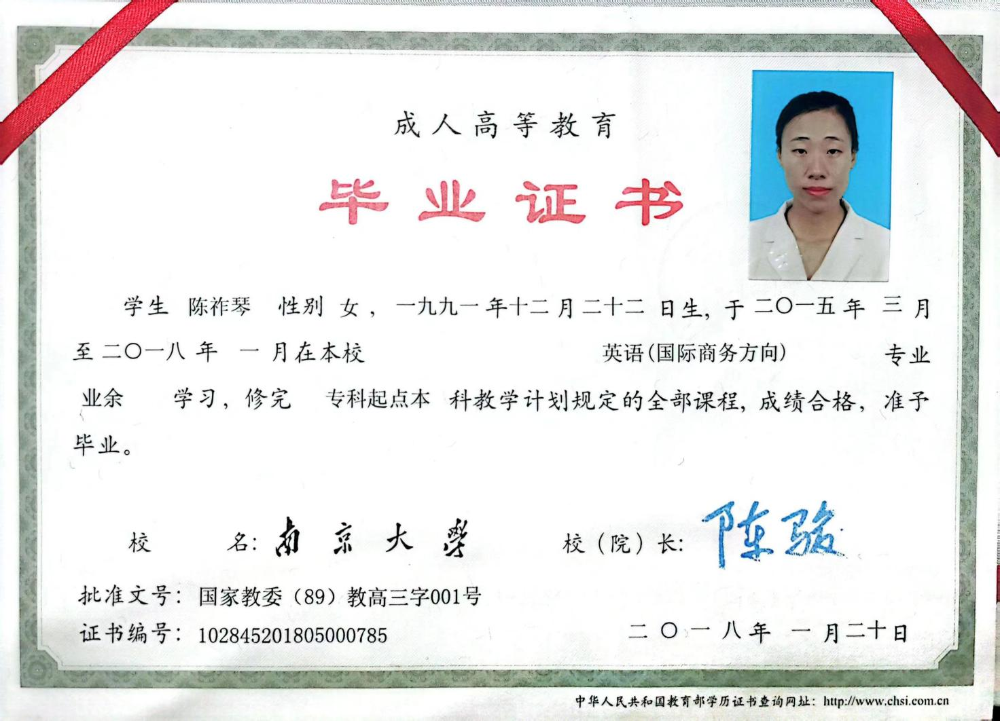 成人高等教育
毕业证书
学生 陈祚琴 性别 女，一九九一年十二月二十二日生，于二〇一五年 三月
至二〇一八年 一月在本校 英语(国际商务方向) 专业
业余 学习，修完 专科起点本 科教学计划规定的全部课程，成绩合格，准予
毕业。
校 名：南京大学 校（院）长：陈骏
批准文号：国家教委（89）教高三字001号
证书编号：102845201805000785 二〇一八年 一月二十日
中华人民共和国教育部学历证书查询网址：http://www.chsi.com.cn